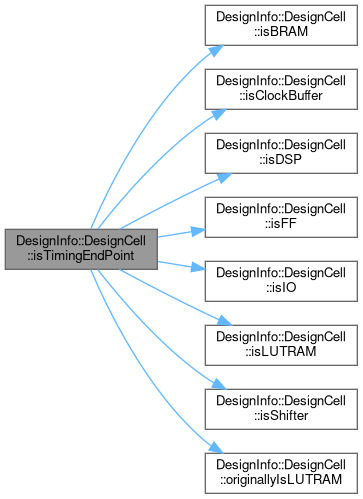 DesignInfo::DesignCell
::isBRAM
DesignInfo::DesignCell
::isClockBuffer
DesignInfo::DesignCell
::isDSP
DesignInfo::DesignCell
::isTimingEndPoint
DesignInfo::DesignCell
::isFF
DesignInfo::DesignCell
::isIO
DesignInfo::DesignCell
::isLUTRAM
DesignInfo::DesignCell
::isShifter
DesignInfo::DesignCell
::originallyIsLUTRAM